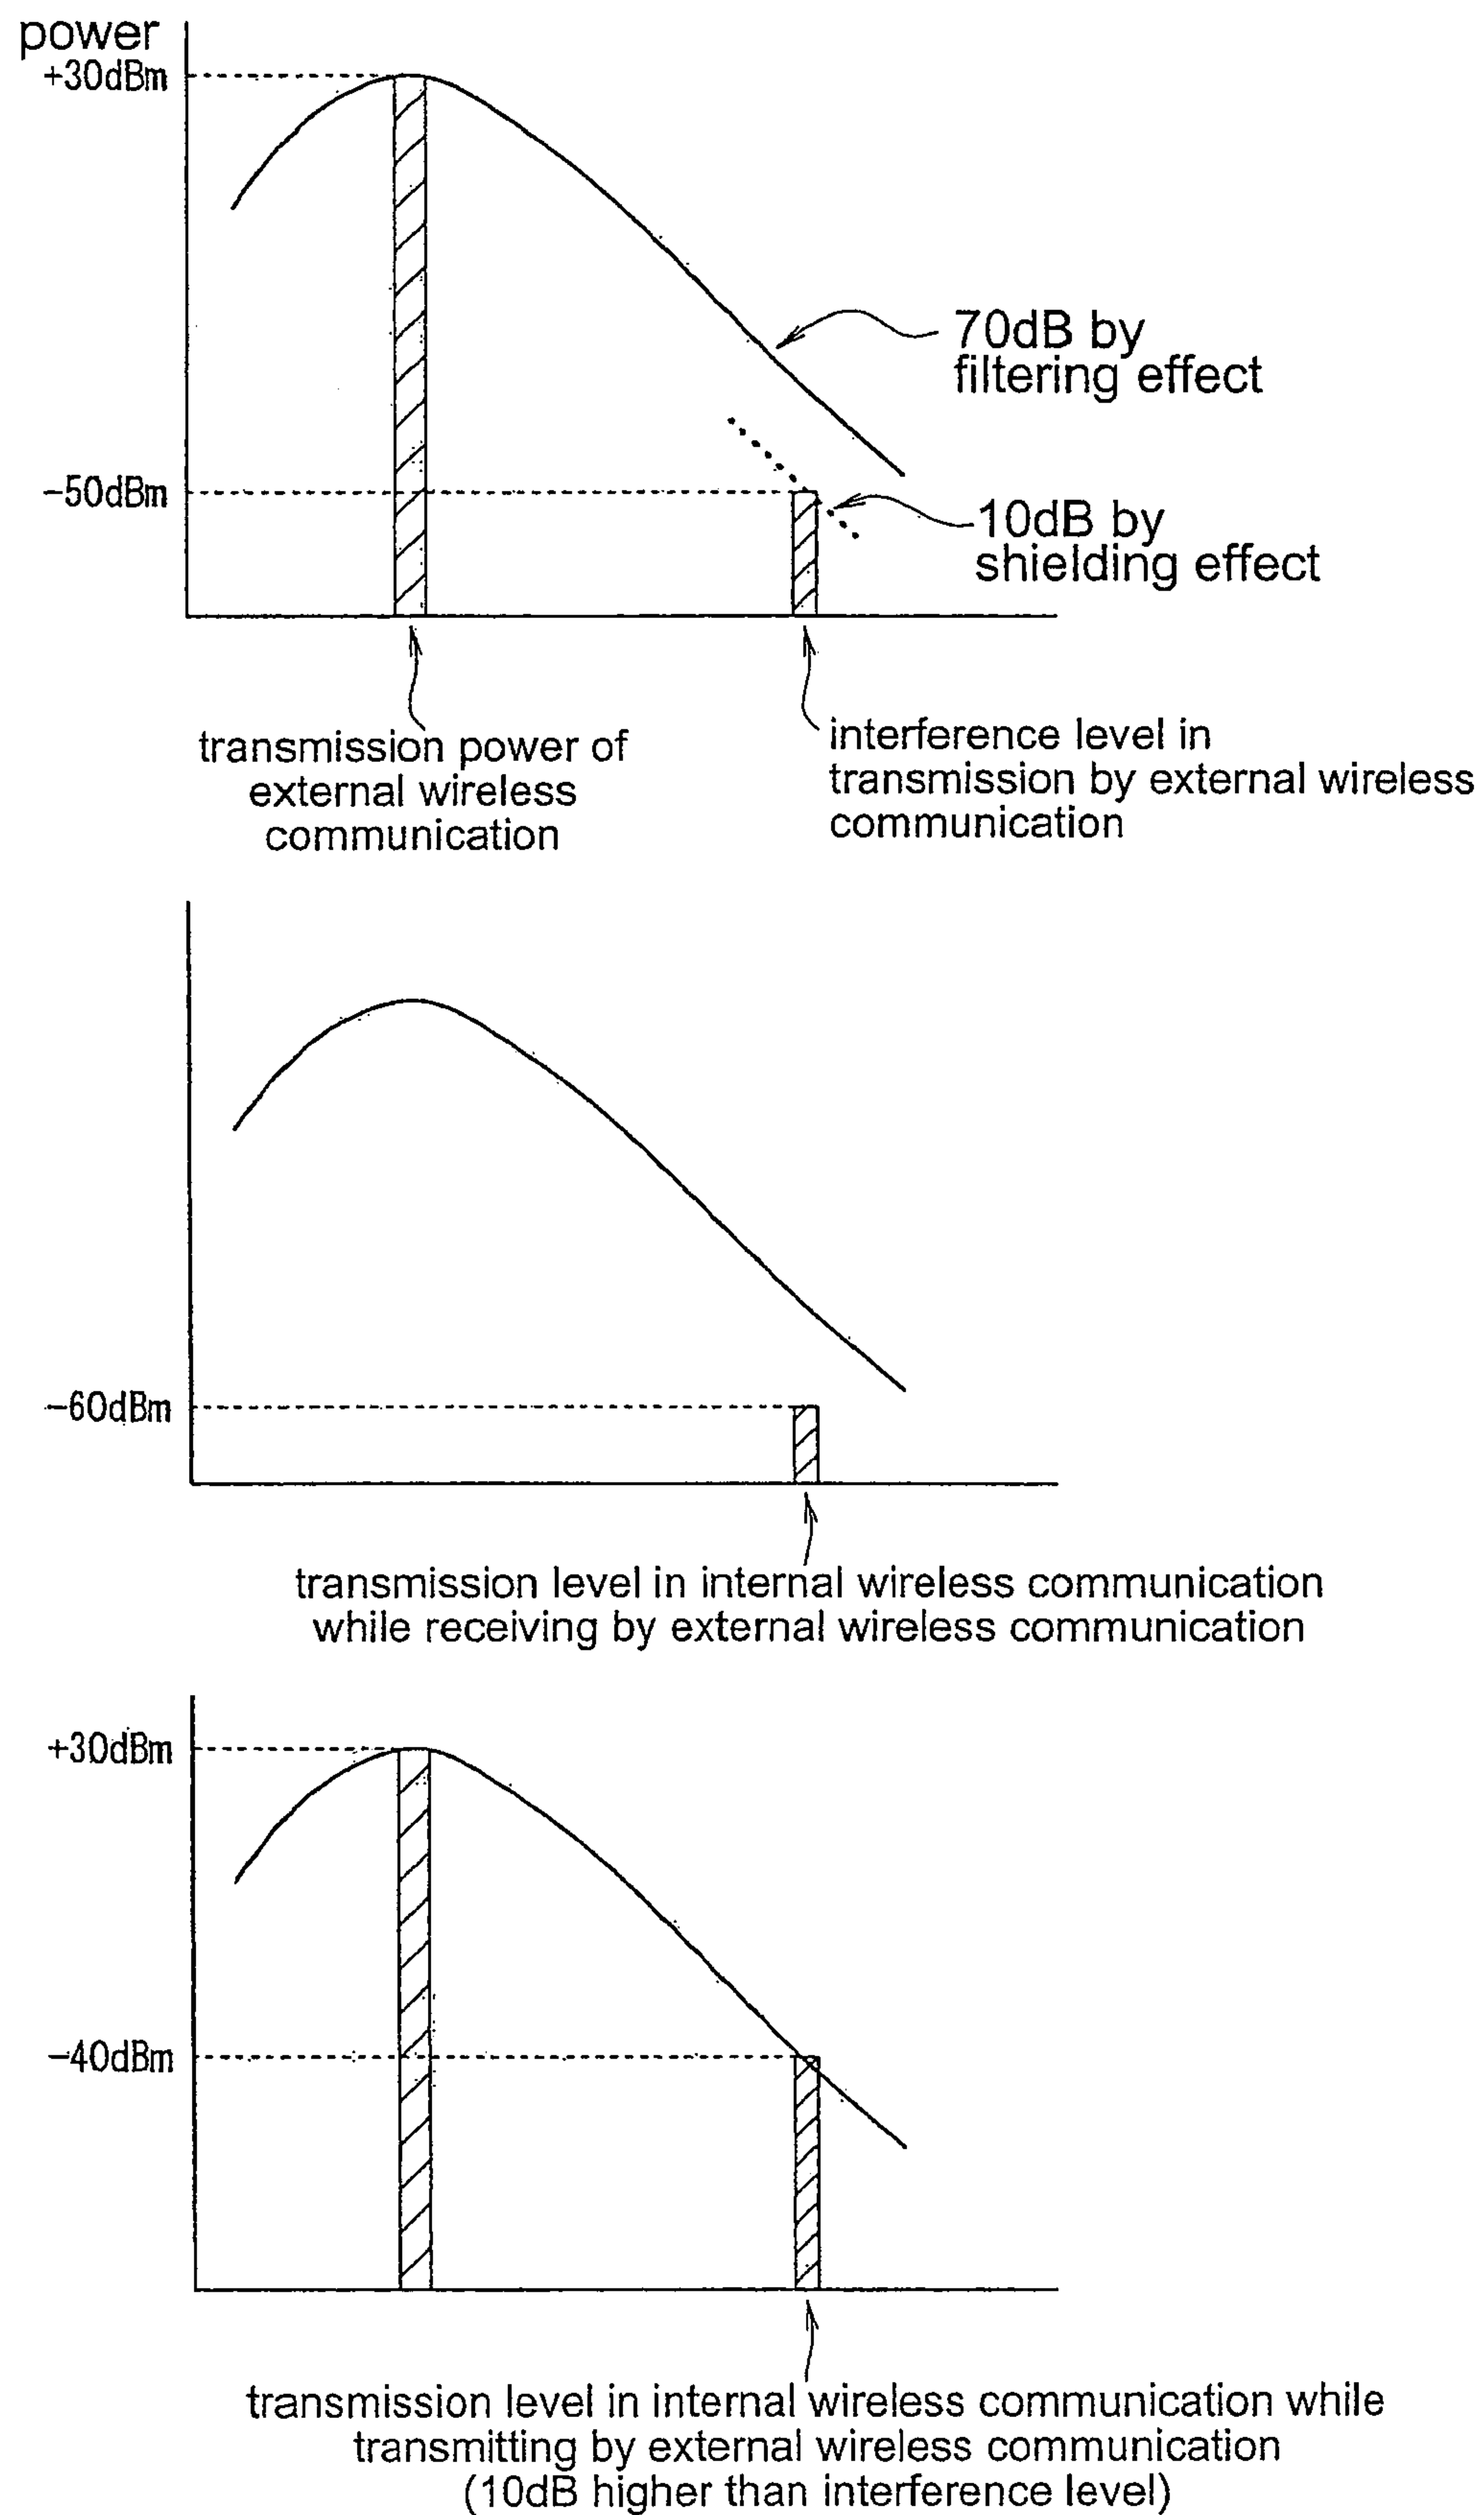 power
+30dBm
70dB by
filtering effect
-50dBm
10dB by
shielding effect
transmission power of
external wireless
communication
interference level in
transmission by external wireless
communication
-60dBm
transmission level in internal wireless communication
while receiving by external wireless communication
+30dBm
-40dBm
transmission level in internal wireless communication while
transmitting by external wireless communication
(10dB higher than interference level)